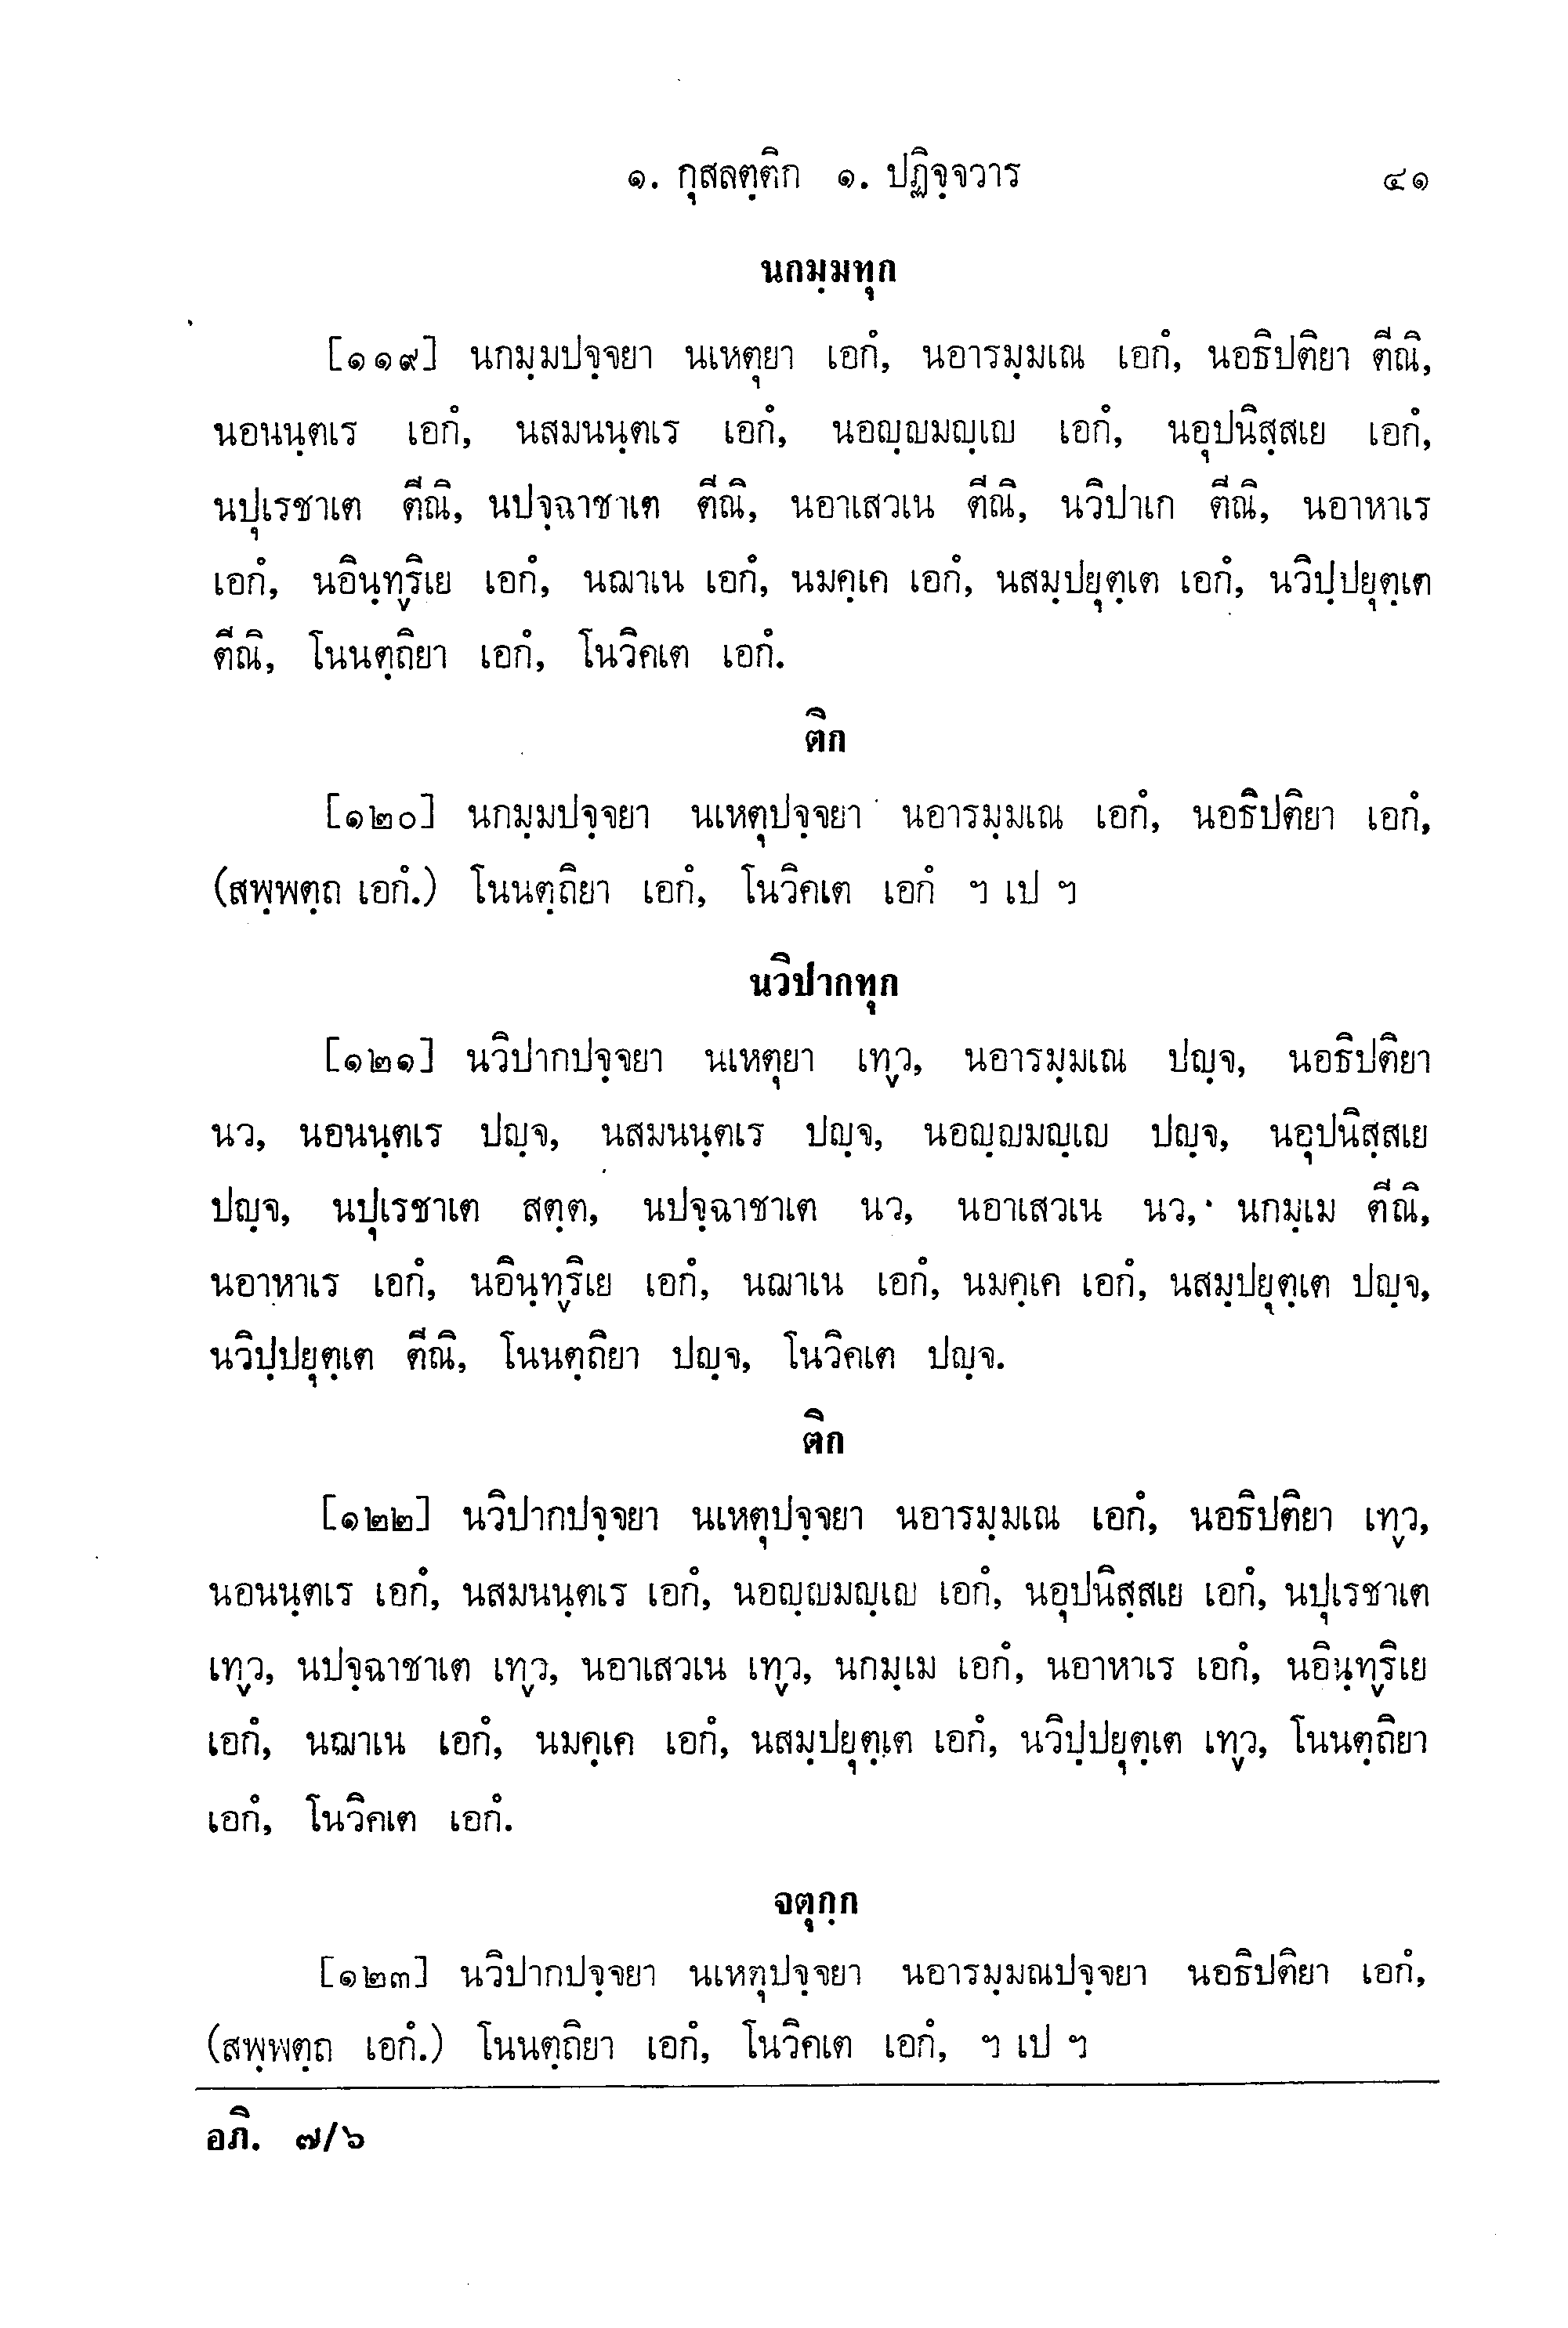 ๑. กุสลตฺติก ๑. ปฏิจฺจวาร ๔๑
นกมฺมทุก
[๑๑๙] นกมฺมปจฺจยา นเหตุยา เอกํ, นอารมฺมเณ เอกํ, นอธิปติยา ตีณิ,
นอนนฺตเร เอกํ, นสมนนฺตเร เอกํ, นอญฺญมญฺเญ เอกํ, นอุปนิสฺสเย เอกํ,
นปุเรชาเต ตีณิ, นปจฺฉาชาเต ตีณิ, นอาเสวเน ตีณิ, นวิปาเก ตีณิ, นอาหาเร
เอกํ, นอินฺทฺริเย เอกํ, นฌาเน เอกํ, นมคฺเค เอกํ, นสมฺปยุตฺเต เอกํ, นวิปฺปยุตฺเต
ตีณิ, โนนตฺถิยา เอกํ, โนวิคเต เอกํ.
ติก
[๑๒๐] นกมฺมปจฺจยา นเหตุปจฺจยา นอารมฺมเณ เอกํ, นอธิปติยา เอกํ,
(สพฺพตฺถ เอกํ.) โนนตฺถิยา เอกํ, โนวิคเต เอกํ ฯ เป ฯ
นวิปากทุก
[๑๒๑] นวิปากปจฺจยา นเหตุยา เทฺว, นอารมฺมเณ ปญฺจ, นอธิปติยา
นว, นอนนฺตเร ปญฺจ, นสมนนฺตเร ปญฺจ, นอญฺญมญฺเญ ปญฺจ, นอุปนิสฺสเย
ปญฺจ, นปุเรชาเต สตฺต, นปจฺฉาชาเต นว, นอาเสวเน นว, นกมฺเม ตีณิ,
นอาหาเร เอกํ, นอินฺทฺริเย เอกํ, นฌาเน เอกํ, นมคฺเค เอกํ, นสมฺปยุตฺเต ปญฺจ,
นวิปฺปยุตฺเต ตีณิ, โนนตฺถิยา ปญฺจ, โนวิคเต ปญฺจ.
ติก
[๑๒๒] นวิปากปจฺจยา นเหตุปจฺจยา นอารมฺมเณ เอกํ, นอธิปติยา เทฺว,
นอนนฺตเร เอกํ, นสมนนฺตเร เอกํ, นอญฺญมญฺเญ เอกํ, นอุปนิสฺสเย เอกํ, นปุเรชาเต
เทฺว, นปจฺฉาชาเต เทฺว, นอาเสวเน เทฺว, นกมฺเม เอกํ, นอาหาเร เอกํ, นอินฺทฺริเย
เอกํ, นฌาเน เอกํ, นมคฺเค เอกํ, นสมฺปยุตฺเต เอกํ, นวิปฺปยุตฺเต เทฺว, โนนตฺถิยา
เอกํ, โนวิคเต เอกํ.
จตุกฺก
[๑๒๓] นวิปากปจฺจยา นเหตุปจฺจยา นอารมฺมณปจฺจยา นอธิปติยา เอกํ,
(สพฺพตฺถ เอกํ.) โนนตฺถิยา เอกํ, โนวิคเต เอกํ, ฯ เป ฯ
อภิ. ๗/๖